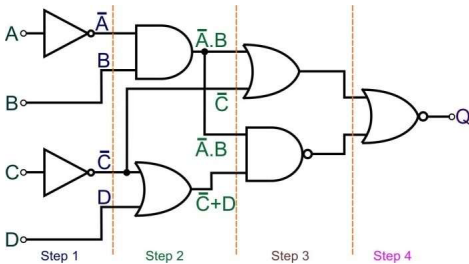 A
Ā
Ā.B
B
B
Q
C̄
C
C̄
Ā.B
D
C̄+D
D
Step 1
Step 2
Step 3
Step 4